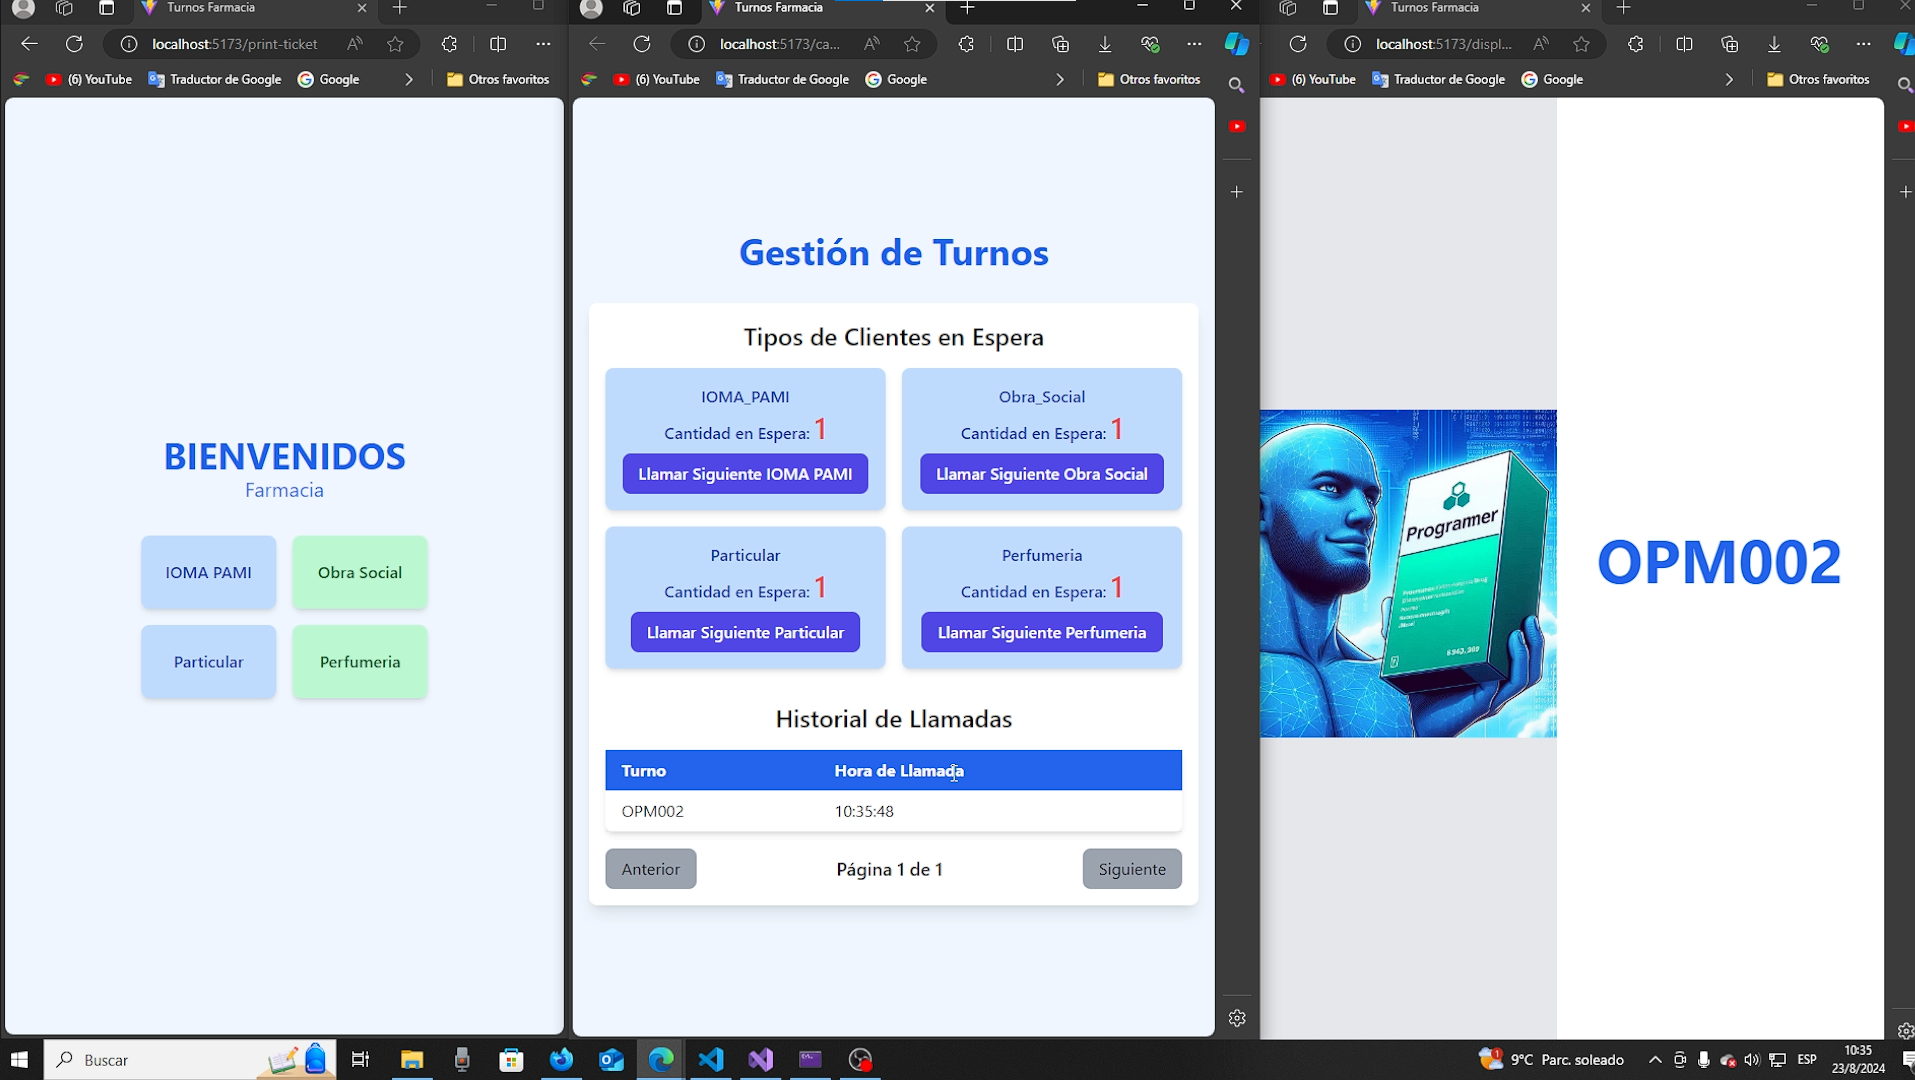 Turnos Farmacia
localhost:5173/print-ticket
(6) YouTube
Traductor de Google
Google
Otros favoritos
BIENVENIDOS
Farmacia
IOMA PAMI
Obra Social
Particular
Perfumeria
Turnos Farmacia
localhost:5173/ca...
(6) YouTube
Traductor de Google
Google
Otros favoritos
Gestión de Turnos
Tipos de Clientes en Espera
IOMA_PAMI
Cantidad en Espera: 1
Llamar Siguiente IOMA PAMI
Obra_Social
Cantidad en Espera: 1
Llamar Siguiente Obra Social
Particular
Cantidad en Espera: 1
Llamar Siguiente Particular
Perfumeria
Cantidad en Espera: 1
Llamar Siguiente Perfumeria
Historial de Llamadas
Turno Hora de Llamada
OPM002 10:35:48
Anterior
Página 1 de 1
Siguiente
Turnos Farmacia
localhost:5173/displ...
(6) YouTube
Traductor de Google
Google
Otros favoritos
Programer
OPM002
Buscar
9°C Parc. soleado
ESP
10:35
23/8/2024